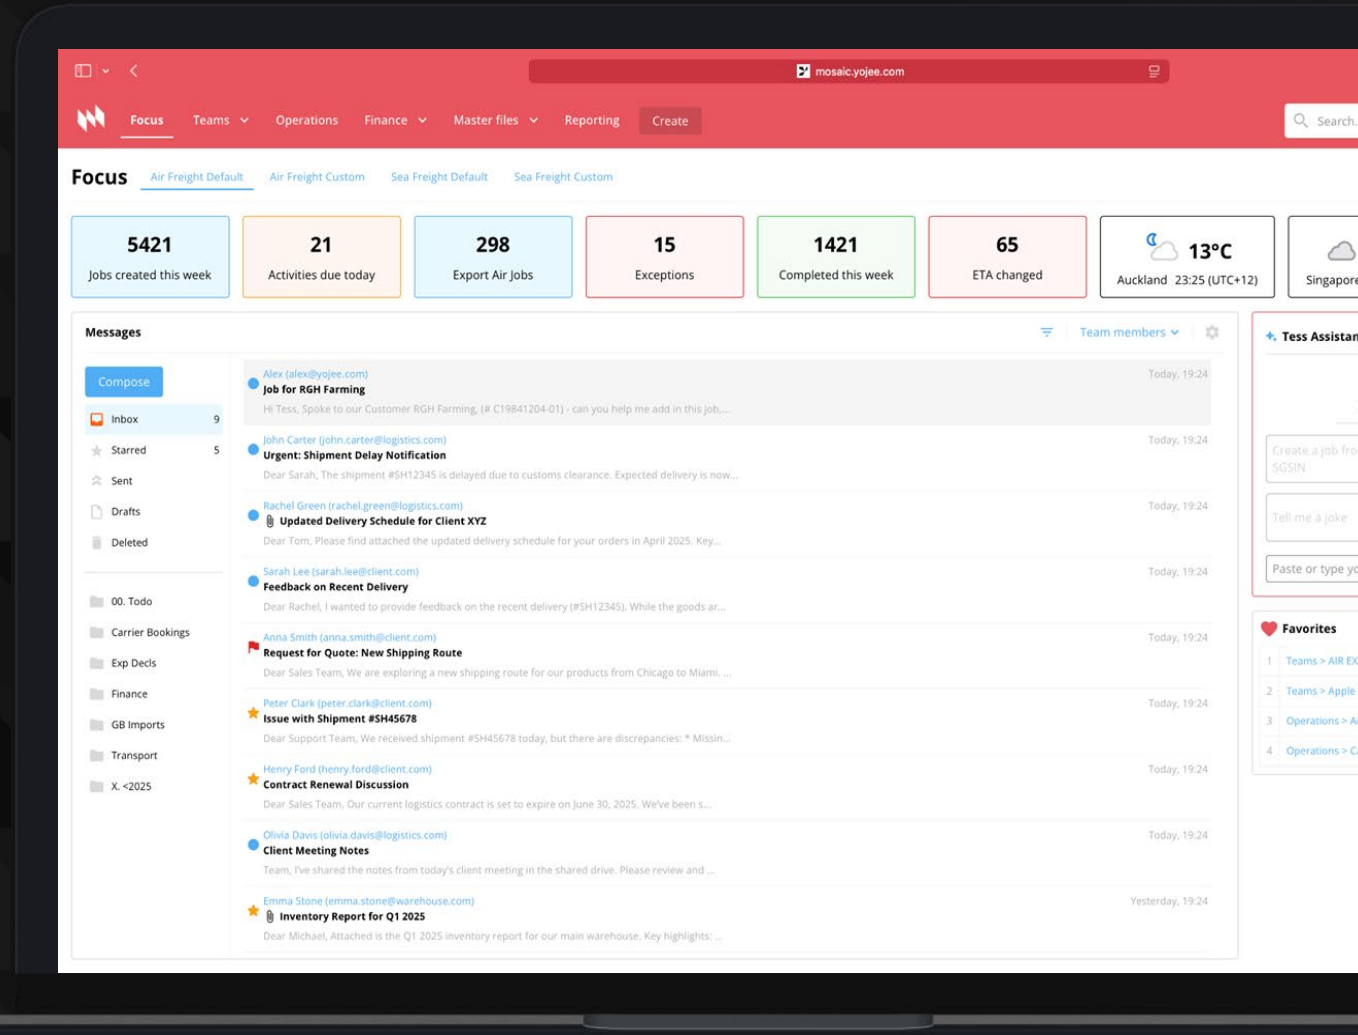 mosaic.yojee.com
Focus Teams Operations Finance Master files Reporting Create
Search.
Focus Air Freight Default Air Freight Custom Sea Freight Default Sea Freight Custom
5421
Jobs created this week
21
Activities due today
298
Export Air Jobs
15
Exceptions
1421
Completed this week
65
ETA changed
13°C
Auckland 23:25 (UTC+12)
Singapore
Messages
Team members
Compose
Inbox 9
Starred 5
Sent
Drafts
Deleted
00. Todo
Carrier Bookings
Exp Decls
Finance
GB Imports
Transport
X. <2025
Alex (alex@yojee.com) Today, 19:24
Job for RGH Farming
Hi Tess, Spoke to our Customer RGH Farming, (# C19841204-01) - can you help me add in this job,...
John Carter (john.carter@logistics.com) Today, 19:24
Urgent: Shipment Delay Notification
Dear Sarah, The shipment #SH12345 is delayed due to customs clearance. Expected delivery is now...
Rachel Green (rachel.green@logistics.com) Today, 19:24
Updated Delivery Schedule for Client XYZ
Dear Tom, Please find attached the updated delivery schedule for your orders in April 2025. Key...
Sarah Lee (sarah.lee@client.com) Today, 19:24
Feedback on Recent Delivery
Dear Rachel, I wanted to provide feedback on the recent delivery (#SH12345). While the goods ar...
Anna Smith (anna.smith@client.com) Today, 19:24
Request for Quote: New Shipping Route
Dear Sales Team, We are exploring a new shipping route for our products from Chicago to Miami. ...
Peter Clark (peter.clark@client.com) Today, 19:24
Issue with Shipment #SH45678
Dear Support Team, We received shipment #SH45678 today, but there are discrepancies: * Missin...
Henry Ford (henry.ford@client.com) Today, 19:24
Contract Renewal Discussion
Dear Sales Team, Our current logistics contract is set to expire on June 30, 2025. We've been s...
Olivia Davis (olivia.davis@logistics.com) Today, 19:24
Client Meeting Notes
Team, I've shared the notes from today's client meeting in the shared drive. Please review and ...
Emma Stone (emma.stone@warehouse.com) Yesterday, 19:24
Inventory Report for Q1 2025
Dear Michael, Attached is the Q1 2025 inventory report for our main warehouse. Key highlights: ...
Tess Assistan
Create a job fro
SGSIN
Tell me a joke
Paste or type yo
Favorites
1 Teams > AIR EX
2 Teams > Apple
3 Operations > A
4 Operations > Ca